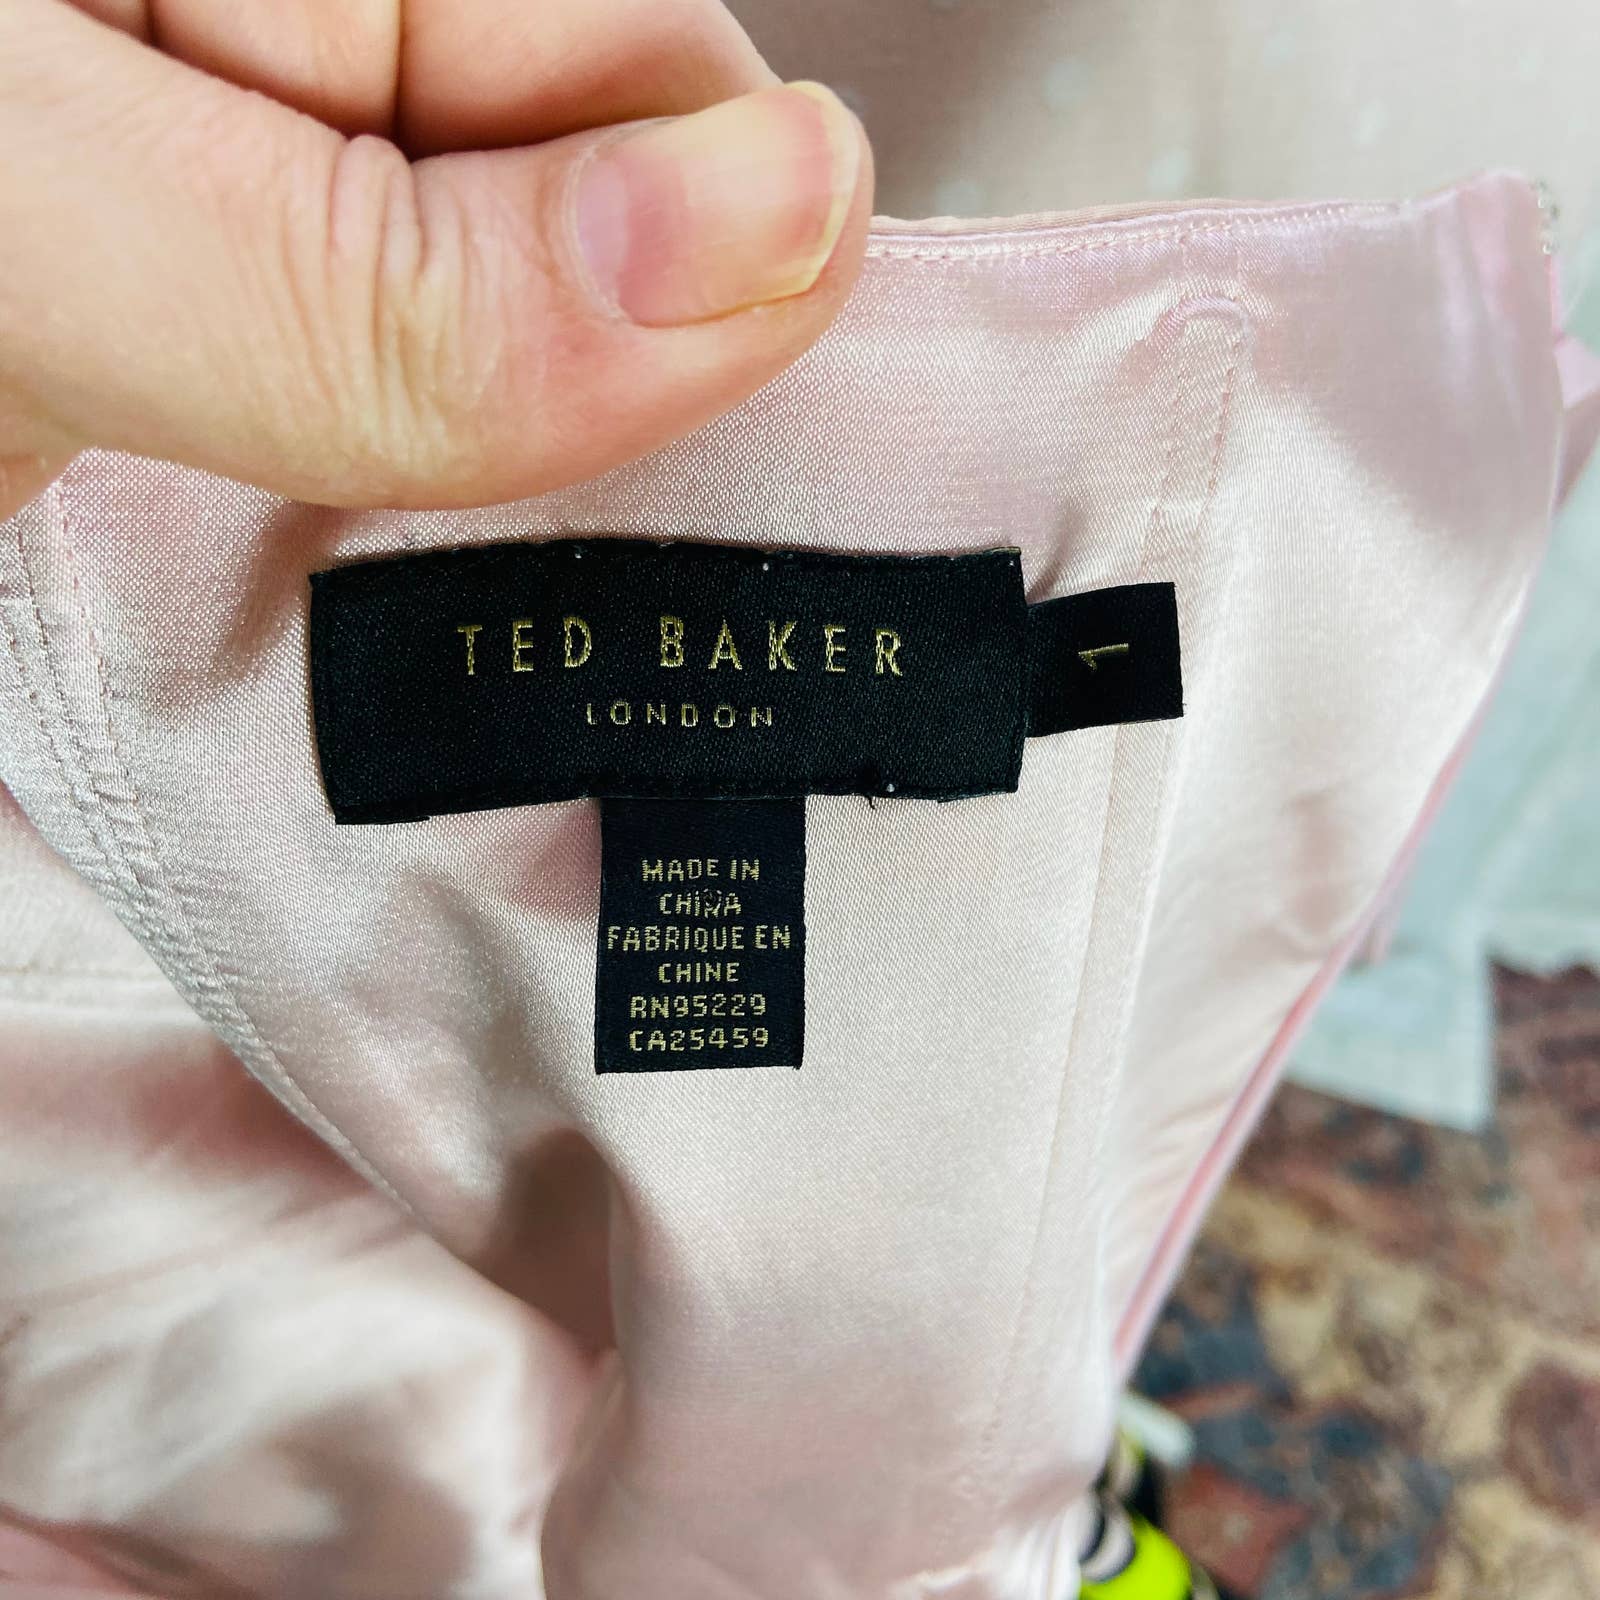 TED BAKER
LONDON
1
MADE IN
CHINA
FABRIQUE EN
CHINE
RN95229
CA25459